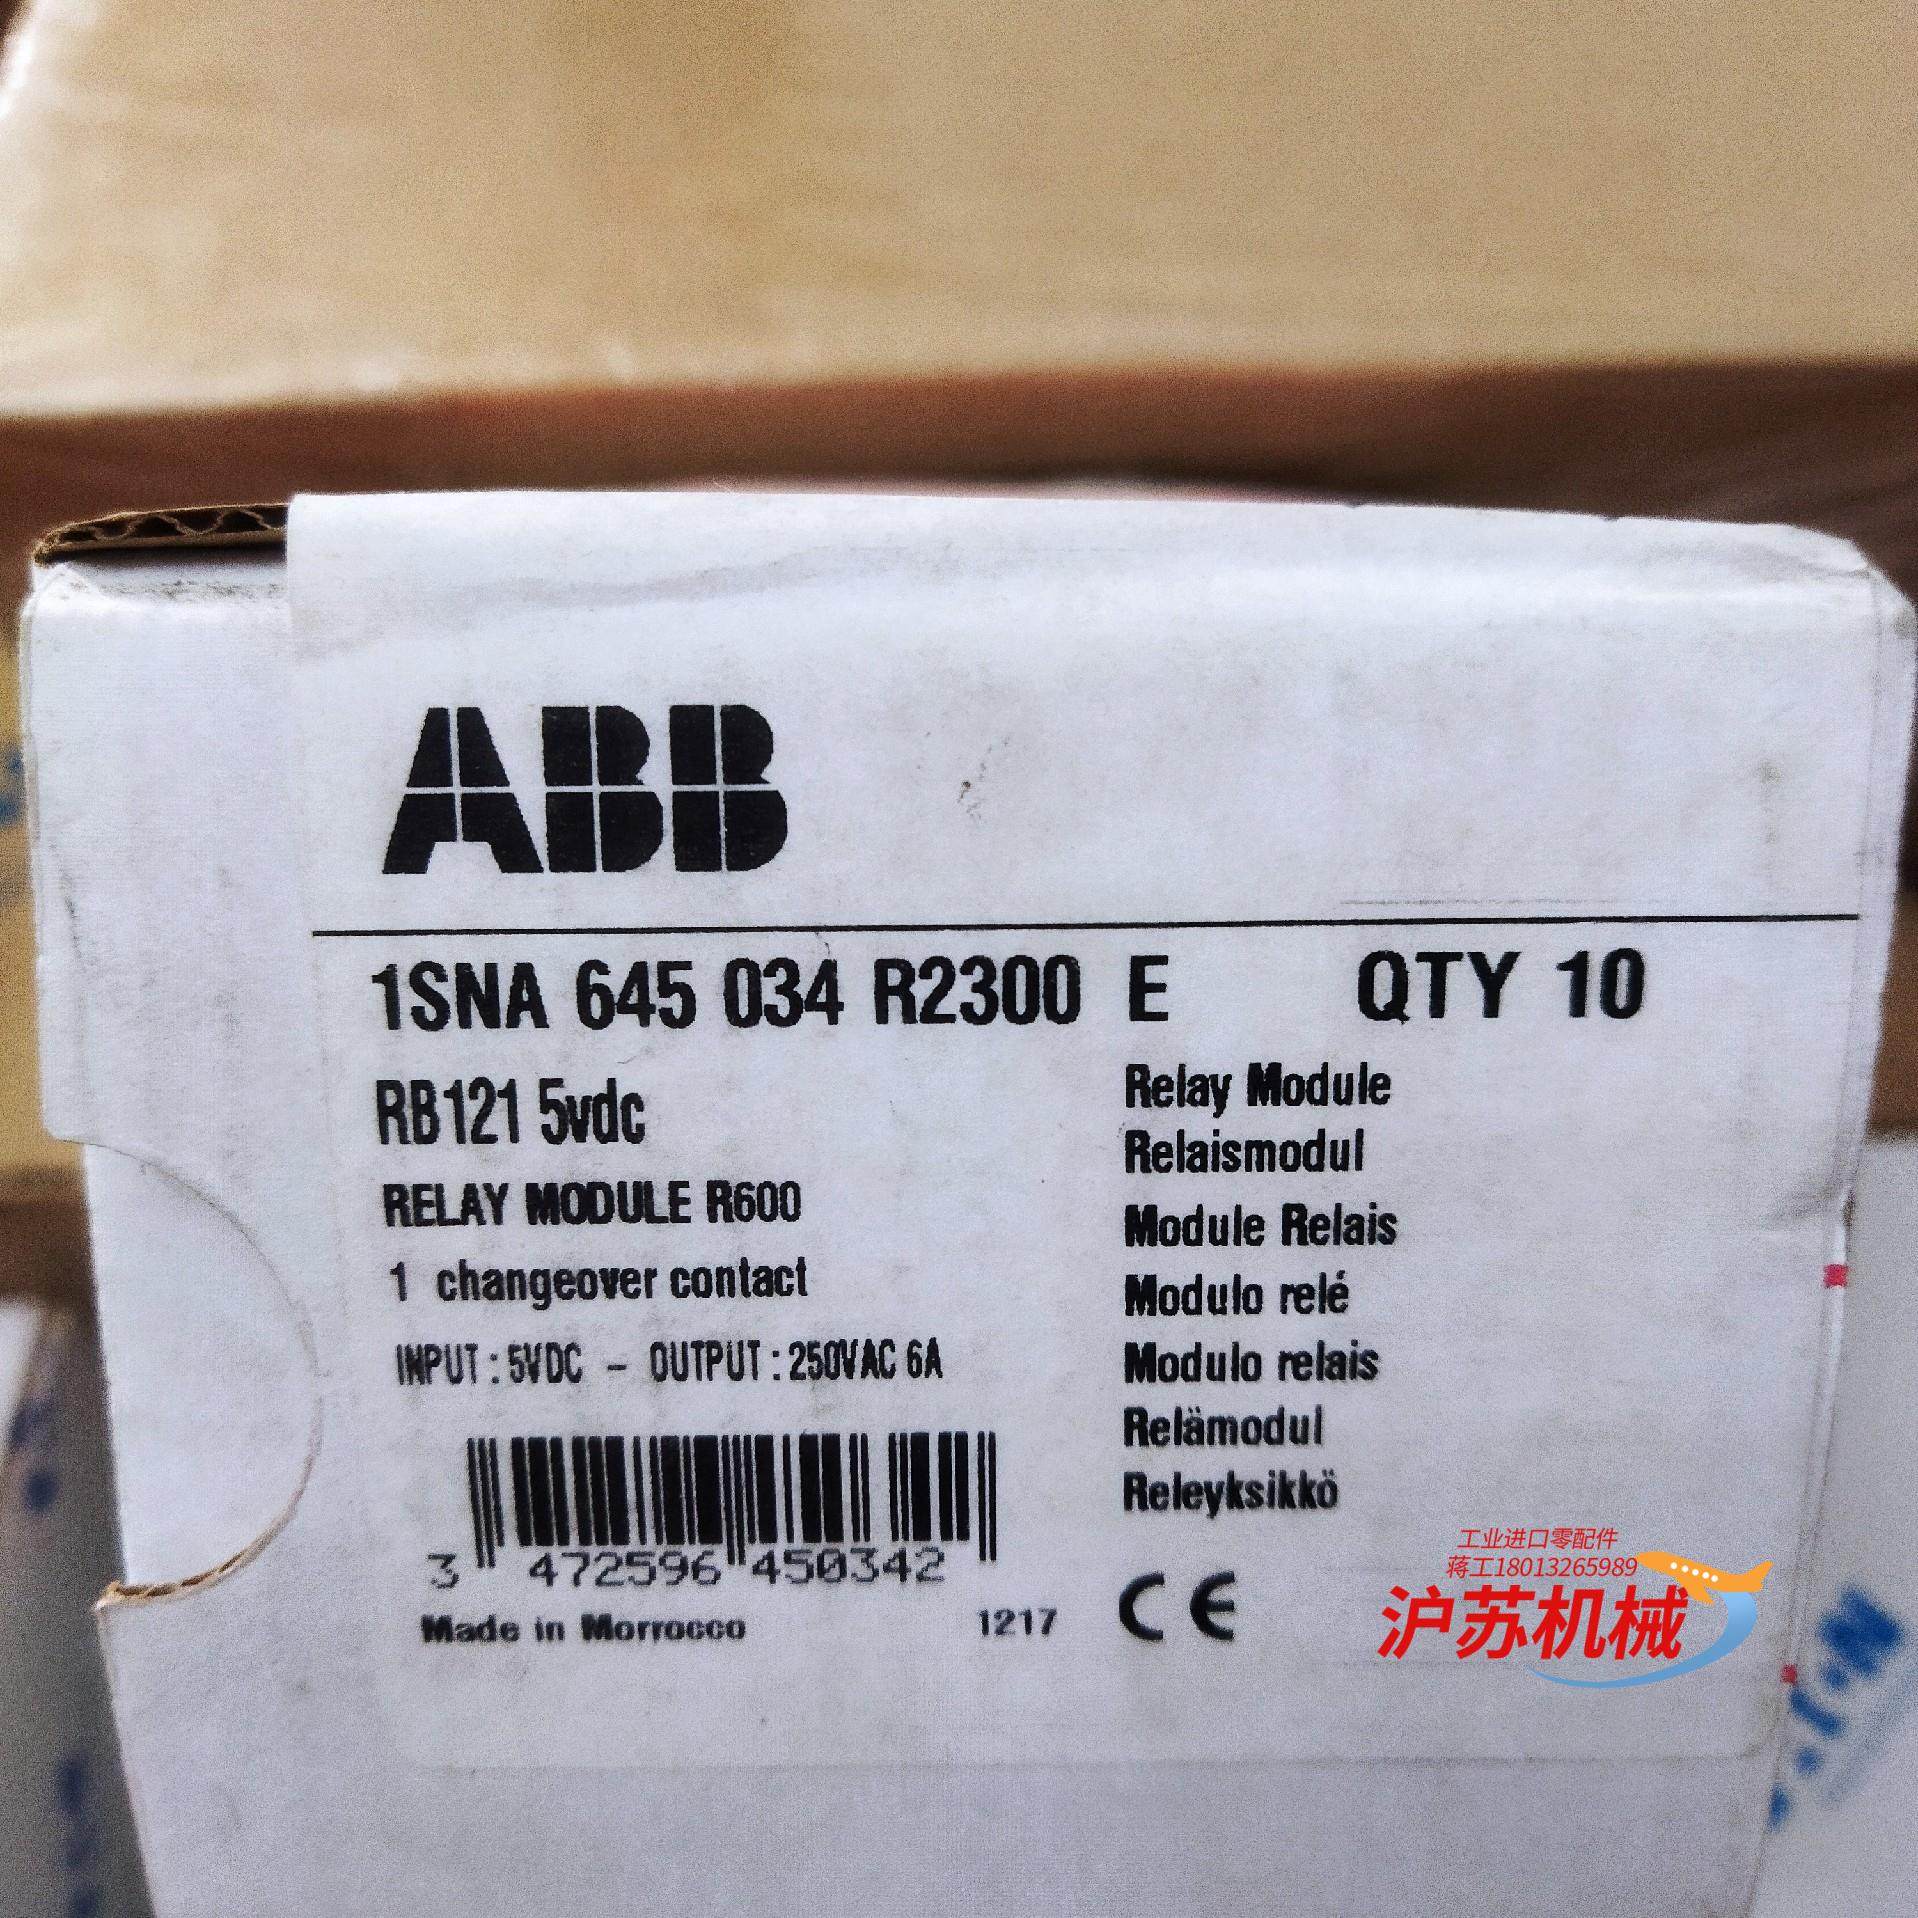 ABB
1SNA 645 034 R2300 E QTY 10
RB121 5vdc
RELAY MODULE R600
1 changeover contact
INPUT : 5VDC - OUTPUT : 250VAC 6A
3 472596 450342
Made in Morrocco 1217
Relay Module
Relaismodul
Module Relais
Modulo relé
Modulo relais
Relämodul
Releyksikkö
CE
工业进口零配件
蒋工18013265989
沪苏机械